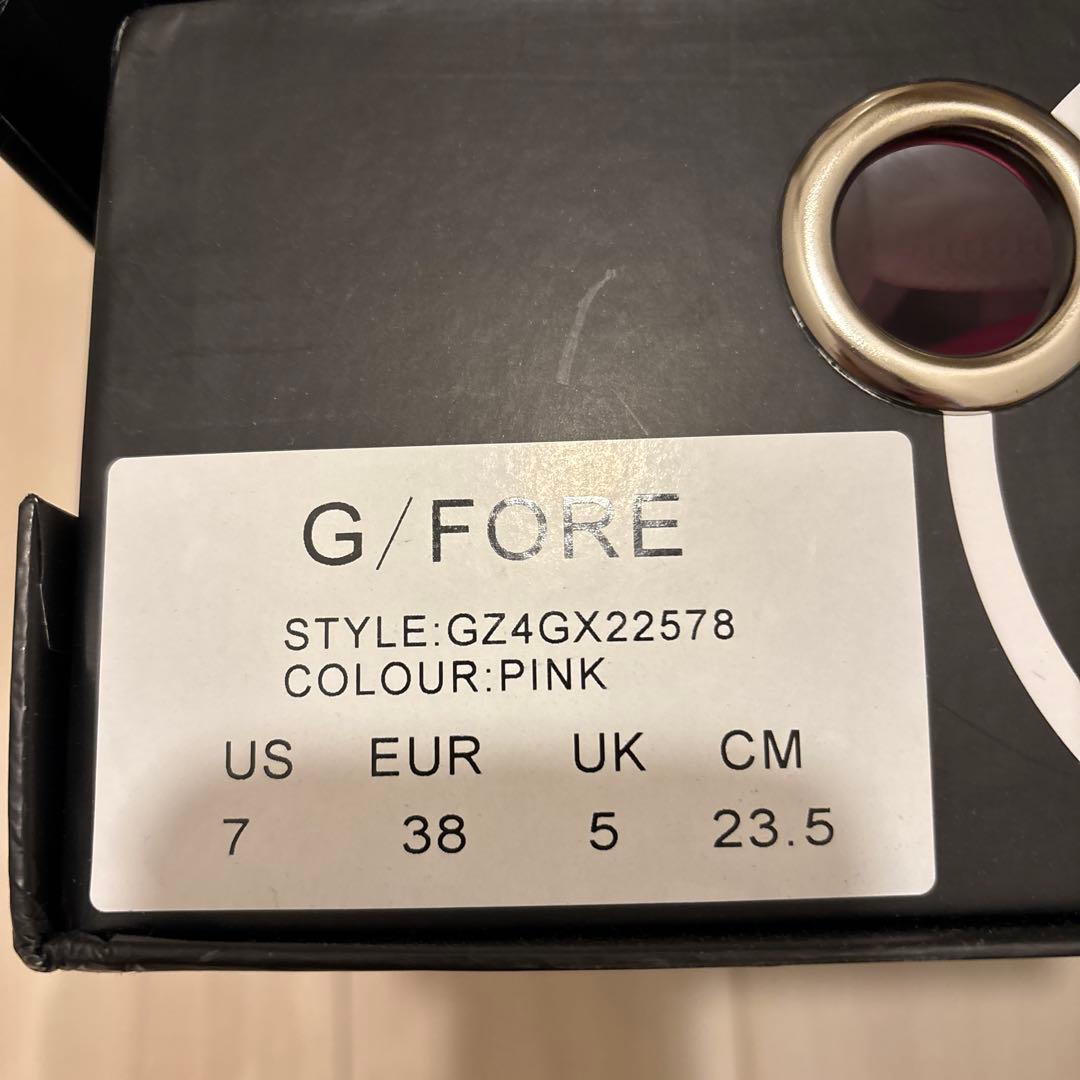 G/FORE
STYLE:GZ4GX22578
COLOUR:PINK
US EUR UK CM
7 38 5 23.5